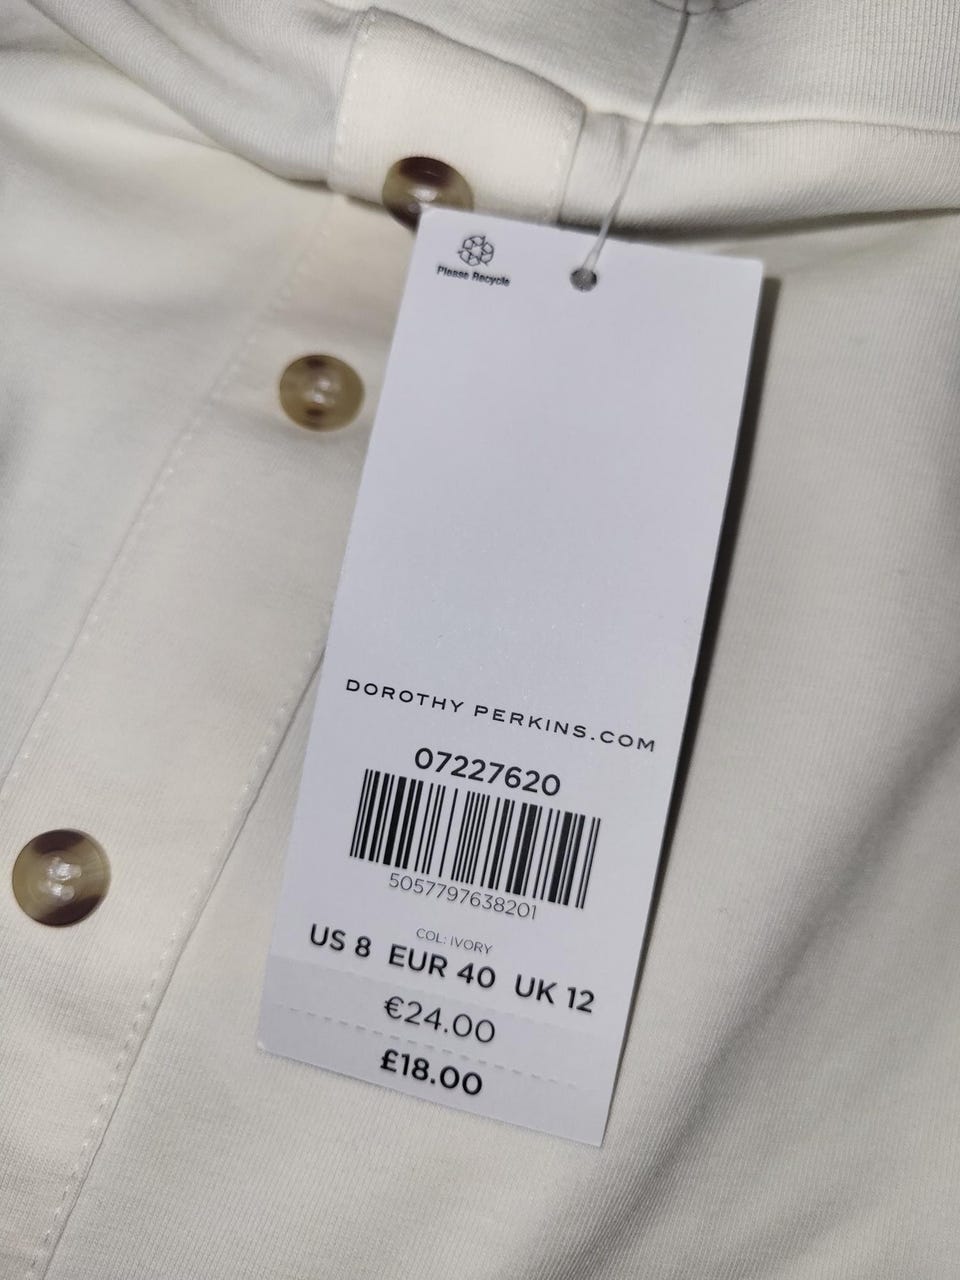 Please Recycle
DOROTHY PERKINS.COM
07227620
5057797638201
COL: IVORY
US 8 EUR 40 UK 12
€24.00
£18.00